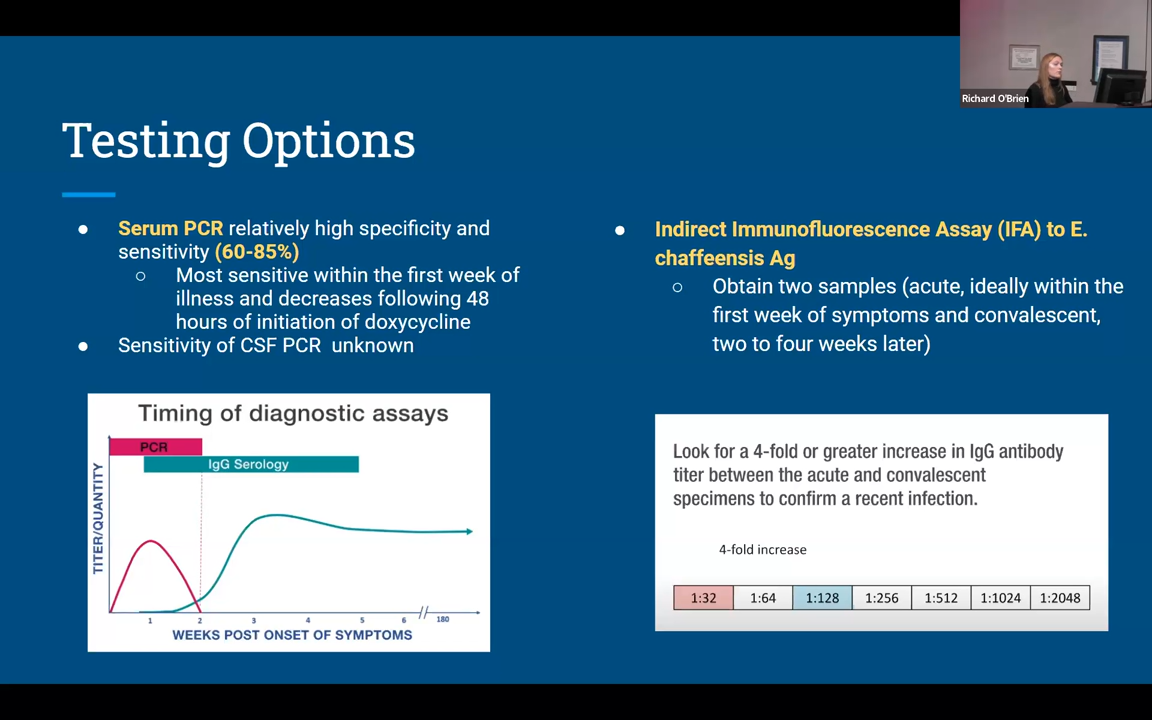 Richard O'Brien
Testing Options
● Serum PCR relatively high specificity and
sensitivity (60-85%)
○ Most sensitive within the first week of
illness and decreases following 48
hours of initiation of doxycycline
● Sensitivity of CSF PCR unknown
Timing of diagnostic assays
PCR
IgG Serology
TITER/QUANTITY
1 2 3 4 5 6 180
WEEKS POST ONSET OF SYMPTOMS
● Indirect Immunofluorescence Assay (IFA) to E.
chaffeensis Ag
○ Obtain two samples (acute, ideally within the
first week of symptoms and convalescent,
two to four weeks later)
Look for a 4-fold or greater increase in IgG antibody
titer between the acute and convalescent
specimens to confirm a recent infection.
4-fold increase
1:32 1:64 1:128 1:256 1:512 1:1024 1:2048